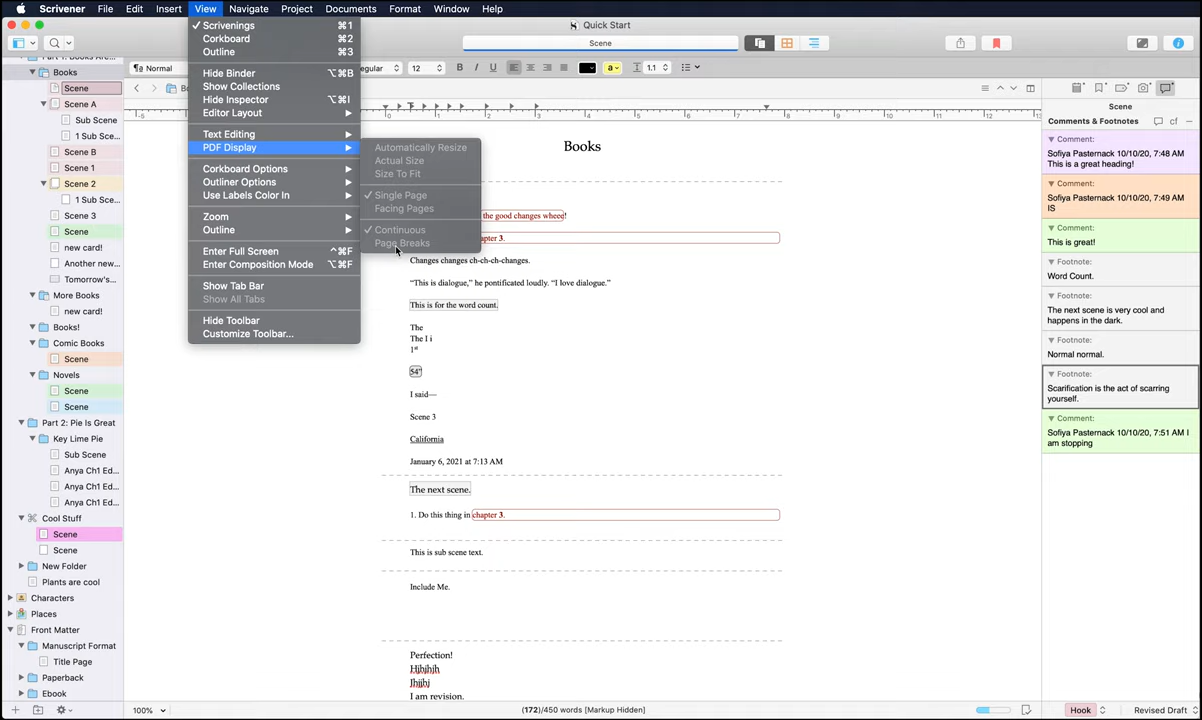 Scrivener File Edit Insert View Navigate Project Documents Format Window Help
Quick Start
Scene
Normal
12
B I U
a
1.1
Part 1: Books Are...
Books
Scene
Scene A
Sub Scene
1 Sub Sce...
Scene B
Scene 1
Scene 2
1 Sub Sce...
Scene 3
Scene
new card!
Another new...
Tomorrow's...
More Books
new card!
Books!
Comic Books
Scene
Novels
Scene
Scene
Part 2: Pie Is Great
Key Lime Pie
Sub Scene
Anya Ch1 Ed...
Anya Ch1 Ed...
Anya Ch1 Ed...
Cool Stuff
Scene
Scene
New Folder
Plants are cool
Characters
Places
Front Matter
Manuscript Format
Title Page
Paperback
Ebook
✓ Scrivenings ⌘1
Corkboard ⌘2
Outline ⌘3
Hide Binder ⌥⌘B
Show Collections
Hide Inspector ⌥⌘I
Editor Layout
Text Editing
PDF Display
Corkboard Options
Outliner Options
Use Labels Color In
Zoom
Outline
Enter Full Screen ^⌘F
Enter Composition Mode ⌥⌘F
Show Tab Bar
Show All Tabs
Hide Toolbar
Customize Toolbar...
Automatically Resize
Actual Size
Size To Fit
✓ Single Page
Facing Pages
✓ Continuous
Page Breaks
Books
the good changes wheee!
3.
Changes changes ch-ch-ch-changes.
“This is dialogue,” he pontificated loudly. “I love dialogue.”
This is for the word count.
The
The I i
1st
54"
I said—
Scene 3
California
January 6, 2021 at 7:13 AM
The next scene.
1. Do this thing in chapter 3.
This is sub scene text.
Include Me.
Perfection!
Hjhjhjh
Jhjjhj
I am revision.
Scene
Comments & Footnotes
cf
Comment:
Sofiya Pasternack 10/10/20, 7:48 AM
This is a great heading!
Comment:
Sofiya Pasternack 10/10/20, 7:49 AM
IS
Comment:
This is great!
Footnote:
Word Count.
Footnote:
The next scene is very cool and
happens in the dark.
Footnote:
Normal normal.
Footnote:
Scarification is the act of scarring
yourself.
Comment:
Sofiya Pasternack 10/10/20, 7:51 AM I
am stopping
100%
(172)/450 words [Markup Hidden]
Hook
Revised Draft